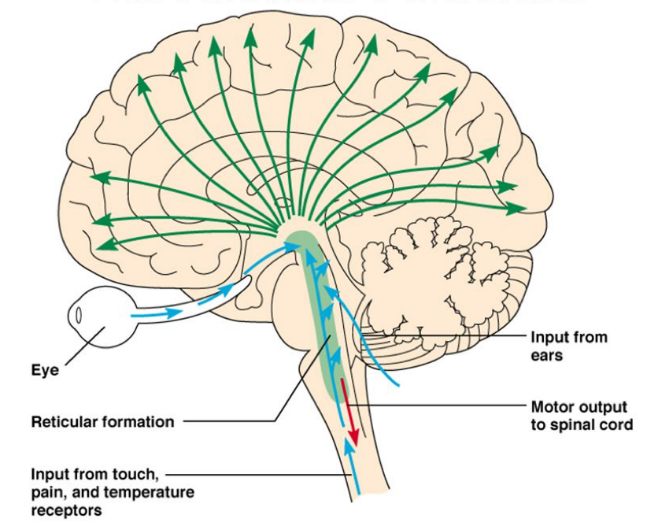 Eye
Reticular formation
Input from touch,
pain, and temperature
receptors
Input from
ears
Motor output
to spinal cord